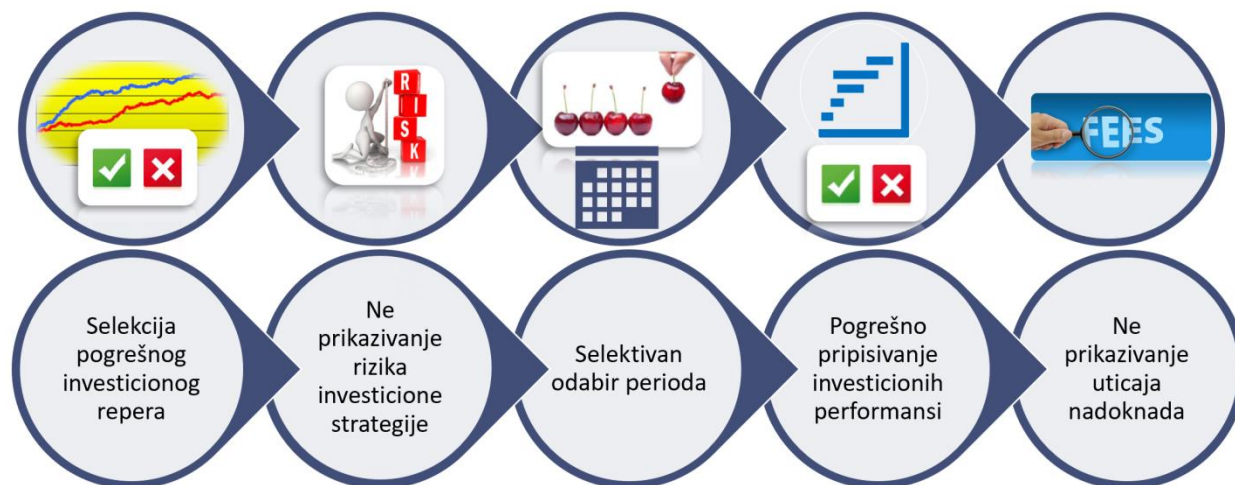 R
I
S
K
FEES
Selekcija
pogrešnog
investicionog
repera
Ne
prikazivanje
rizika
investicione
strategije
Selektivan
odabir perioda
Pogrešno
pripisivanje
investicionih
performansi
Ne
prikazivanje
uticaja
nadoknada